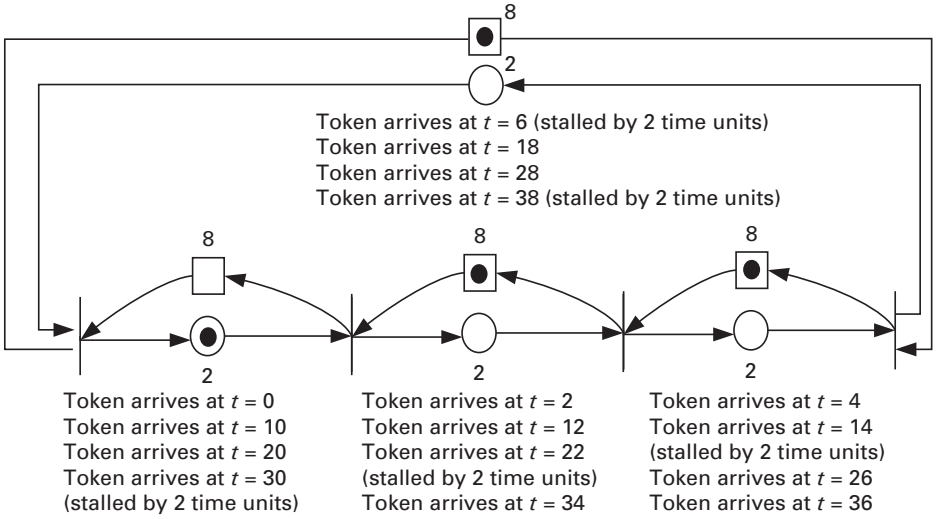 8
2
Token arrives at t = 6 (stalled by 2 time units)
Token arrives at t = 18
Token arrives at t = 28
Token arrives at t = 38 (stalled by 2 time units)
8
8
8
2
2
2
Token arrives at t = 0
Token arrives at t = 10
Token arrives at t = 20
Token arrives at t = 30
(stalled by 2 time units)
Token arrives at t = 2
Token arrives at t = 12
Token arrives at t = 22
(stalled by 2 time units)
Token arrives at t = 34
Token arrives at t = 4
Token arrives at t = 14
(stalled by 2 time units)
Token arrives at t = 26
Token arrives at t = 36